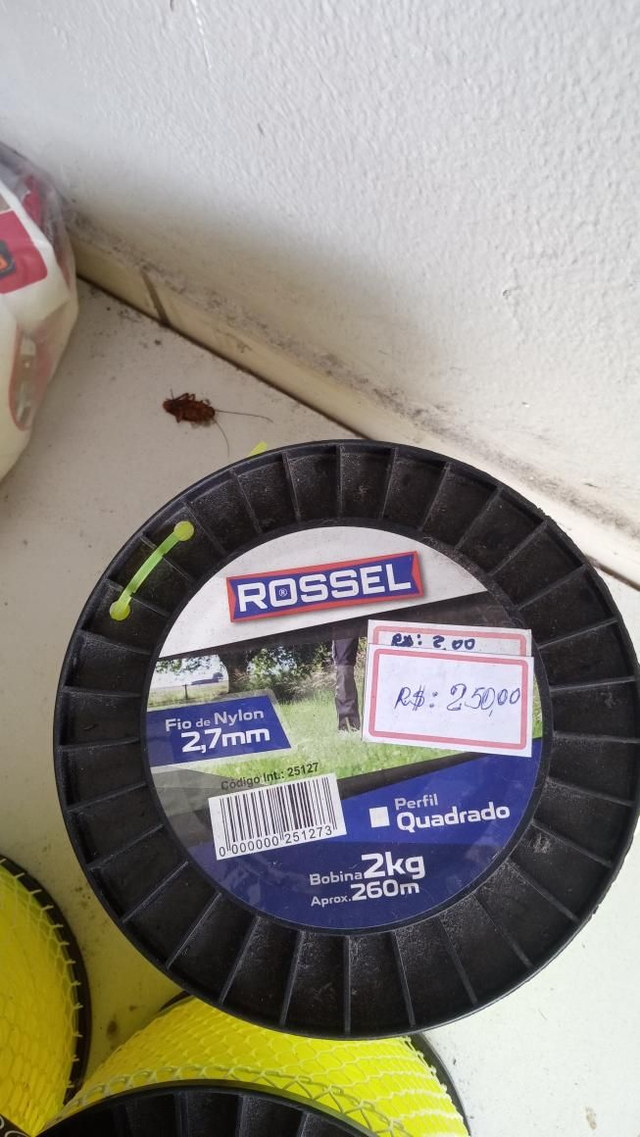 ROSSEL
®
R$: 2,00
R$: 250,00
Fio de Nylon
2,7mm
Código Int.: 25127
0 000000 251273
Perfil
Quadrado
Bobina 2kg
Aprox. 260m